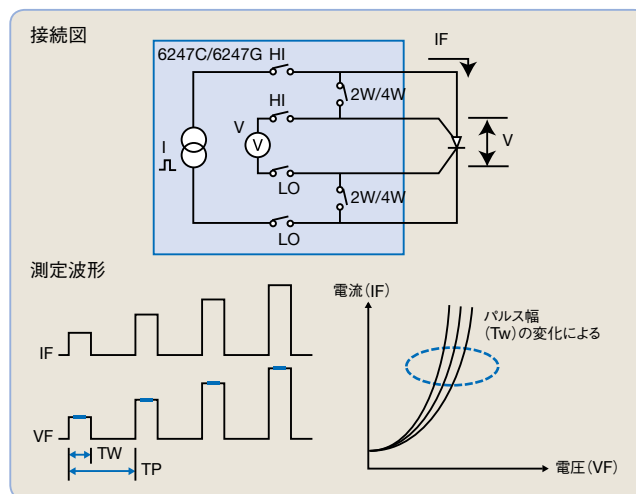 接続図
6247C/6247G HI
IF
2W/4W
HI
V
I
V
V
LO
2W/4W
LO
測定波形
IF
VF
TW
TP
電流(IF)
パルス幅
(Tw)の変化による
電圧(VF)